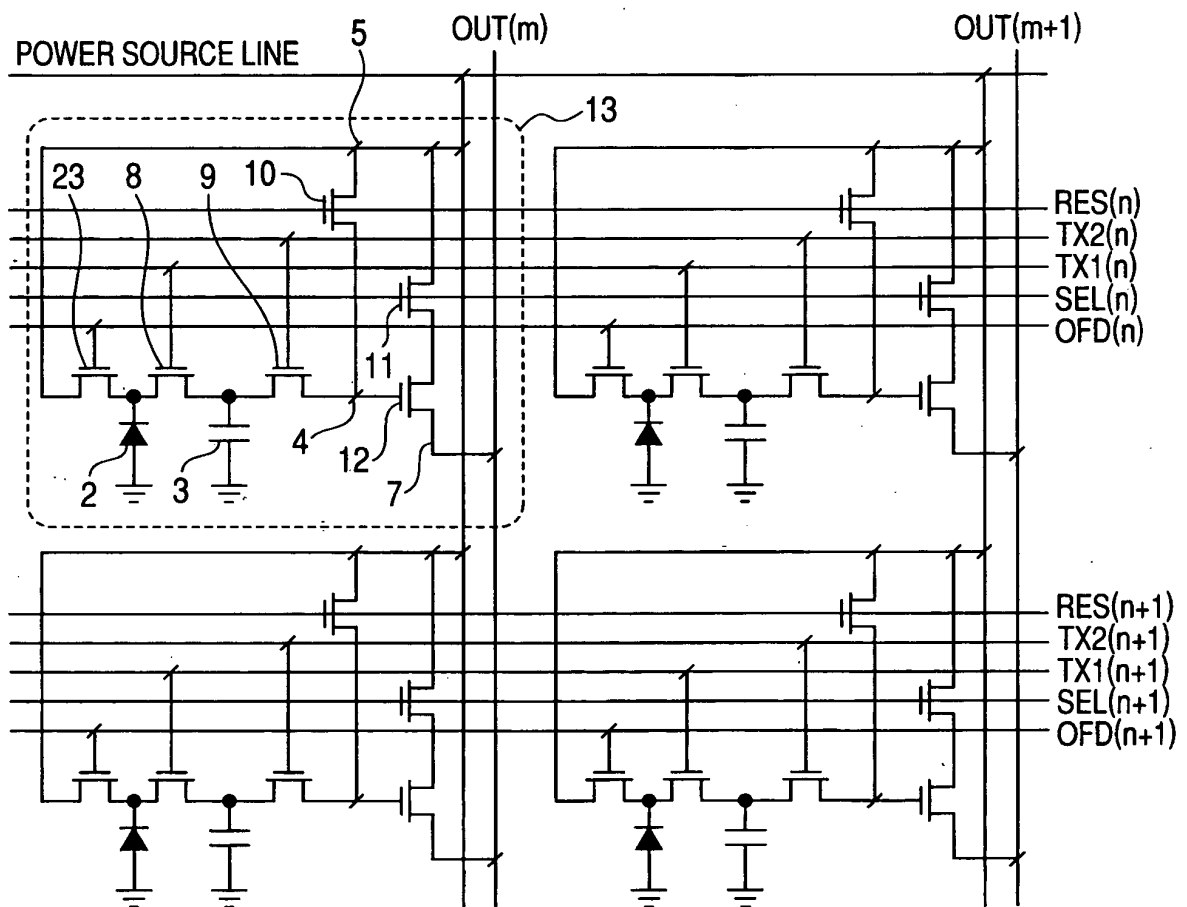 5 OUT(m) OUT(m+1)
POWER SOURCE LINE
13
23 8 9 10
RES(n)
TX2(n)
TX1(n)
SEL(n)
OFD(n)
11
2 3 4 12 7
RES(n+1)
TX2(n+1)
TX1(n+1)
SEL(n+1)
OFD(n+1)